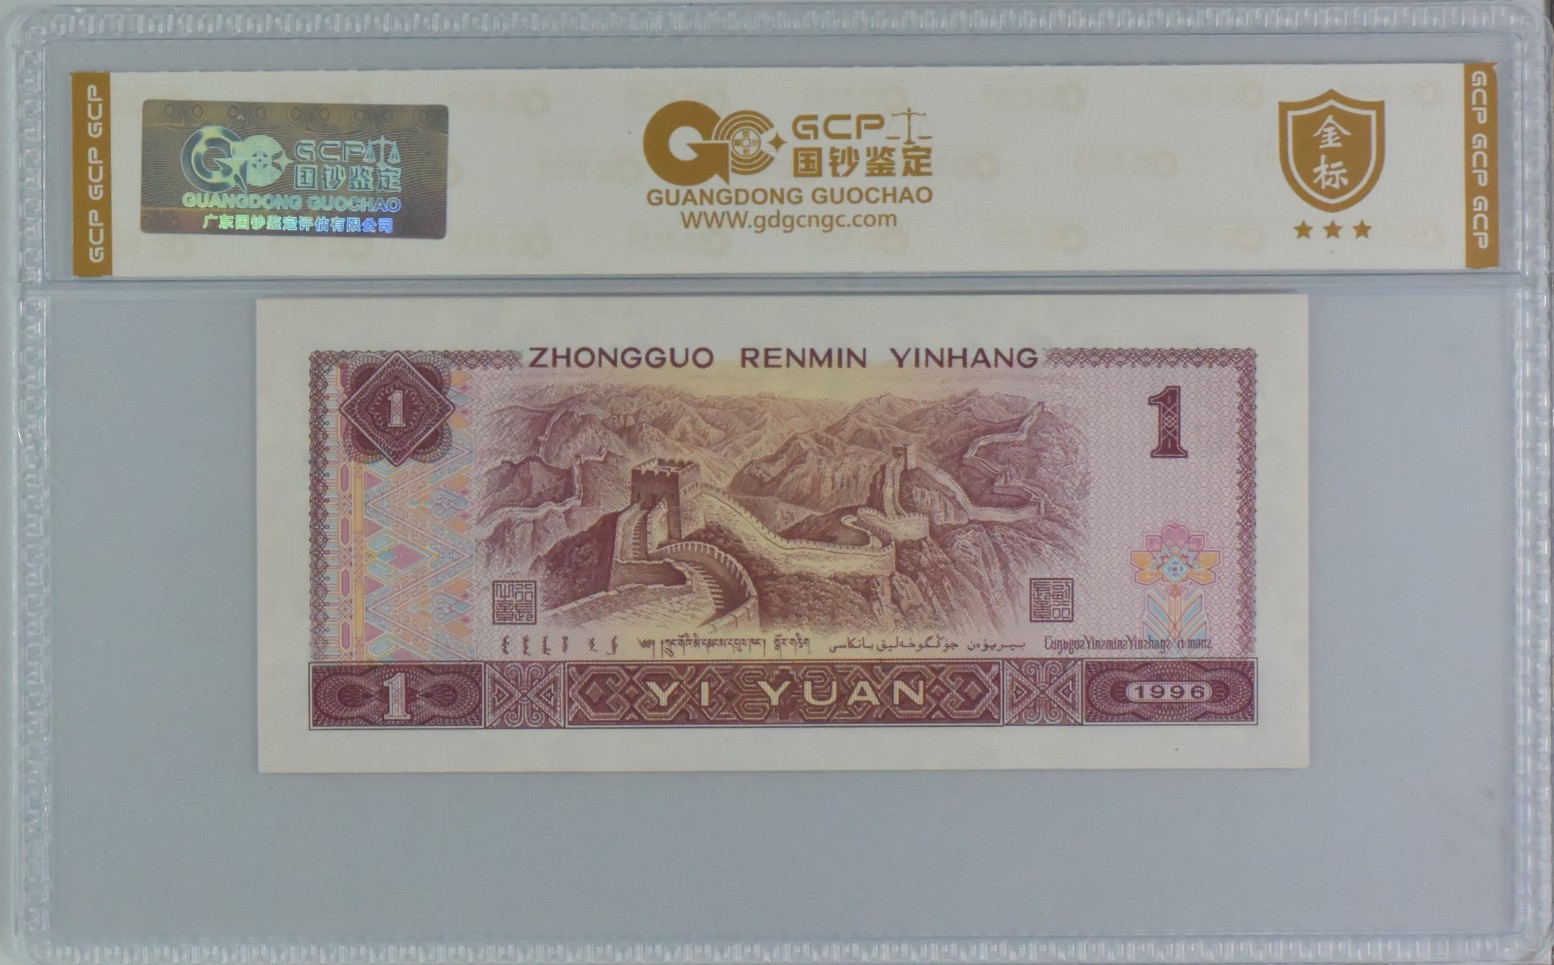 GCP GCP GCP
GCP
国钞鉴定
GUANGDONG GUOCHAO
广东国钞鉴定评估有限公司
GCP
国钞鉴定
GUANGDONG GUOCHAO
WWW.gdgcngc.com
金
标
GCP GCP GCP
ZHONGGUO RENMIN YINHANG
1
1
1
YI YUAN
1996